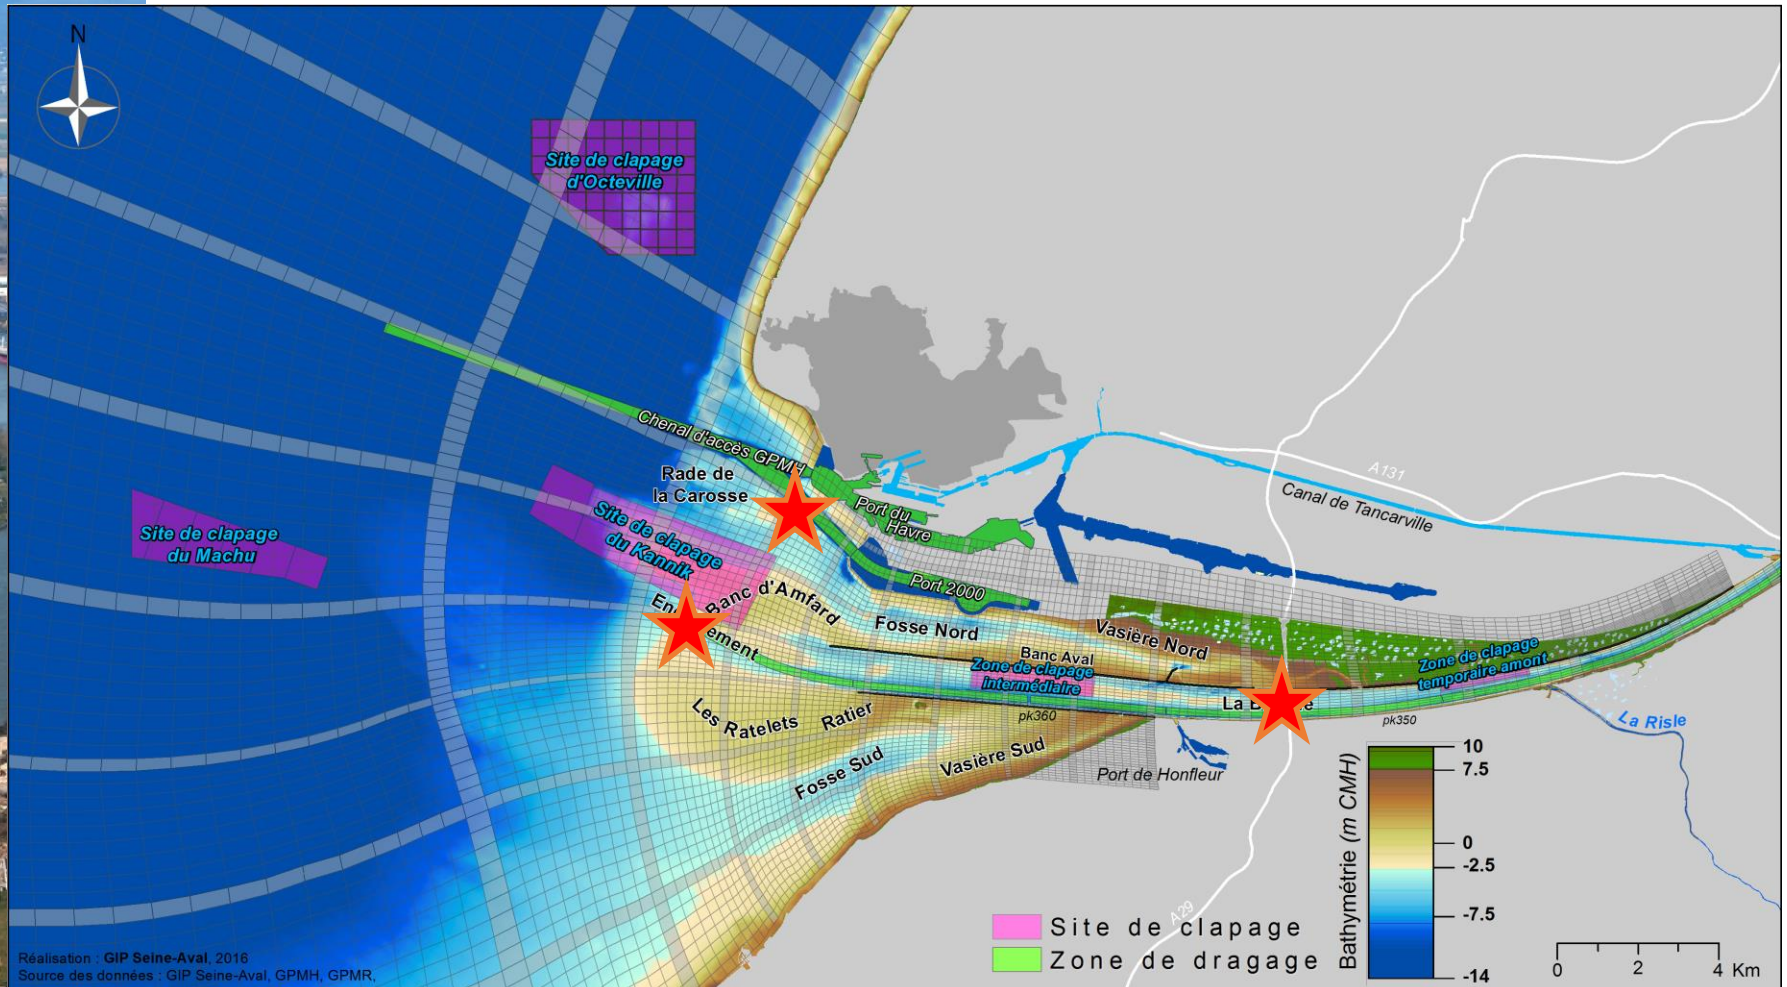 N
Site de clapage
d'Octeville
Chenal d'accès GPMH
Rade de
la Carosse
A131
Canal de Tancarville
Port du
Havre
Site de clapage
du Kannik
Site de clapage
du Machu
Port 2000
Banc d'Amfard
Fosse Nord
Vasière Nord
Banc Aval
Zone de clapage
intermédiaire
Zone de clapage
temporaire amont
Les Ratelets
Ratier
pk360
pk350
La Risle
Fosse Sud
Vasière Sud
Port de Honfleur
A29
Bathymétrie (m CMH)
10
7.5
0
-2.5
-7.5
-14
Site de clapage
Zone de dragage
0 2 4 Km
Réalisation : GIP Seine-Aval, 2016
Source des données : GIP Seine-Aval, GPMH, GPMR,